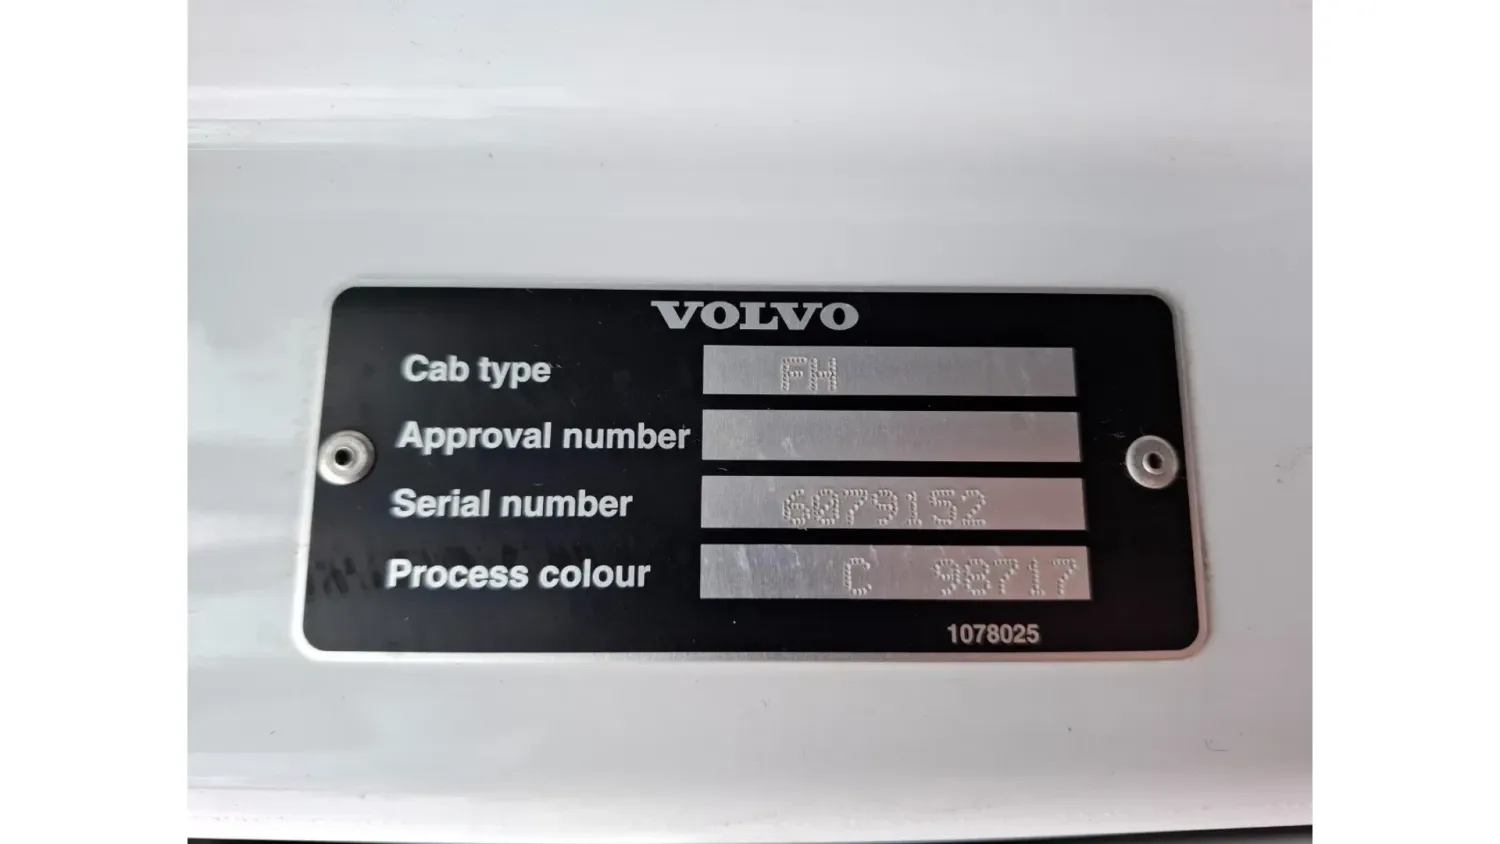 VOLVO
Cab type FH
Approval number
Serial number 6079152
Process colour C 98717
1078025